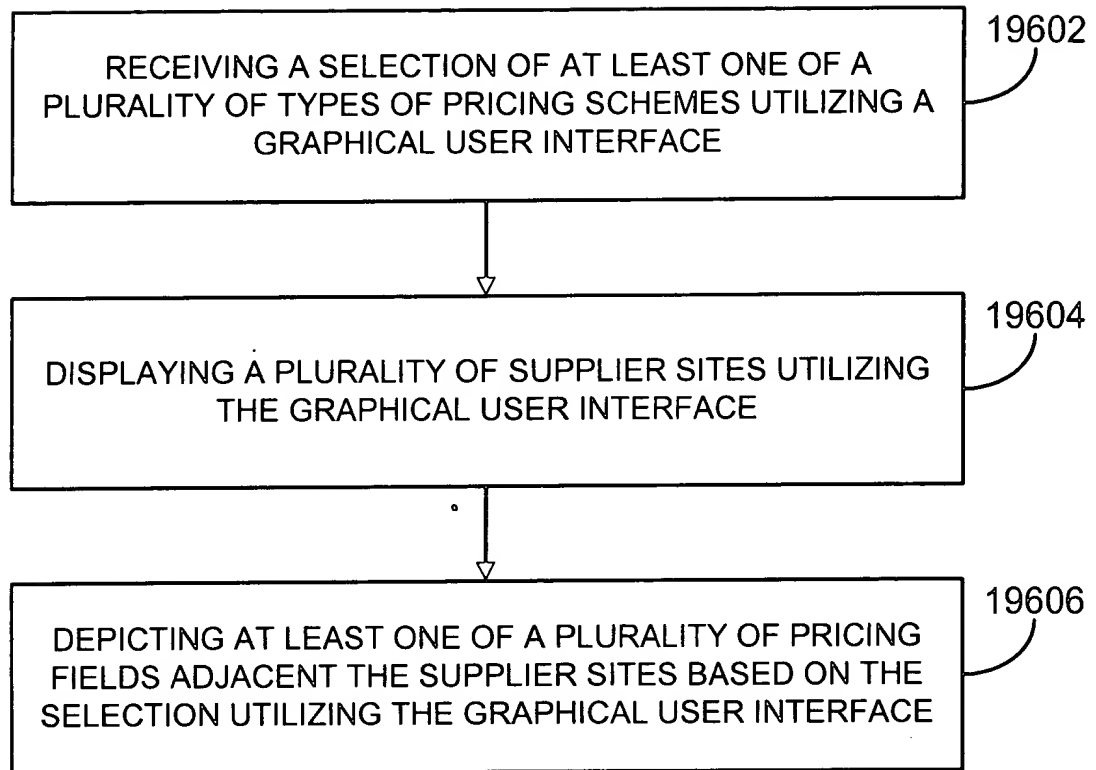 RECEIVING A SELECTION OF AT LEAST ONE OF A
PLURALITY OF TYPES OF PRICING SCHEMES UTILIZING A
GRAPHICAL USER INTERFACE
19602
DISPLAYING A PLURALITY OF SUPPLIER SITES UTILIZING
THE GRAPHICAL USER INTERFACE
19604
DEPICTING AT LEAST ONE OF A PLURALITY OF PRICING
FIELDS ADJACENT THE SUPPLIER SITES BASED ON THE
SELECTION UTILIZING THE GRAPHICAL USER INTERFACE
19606